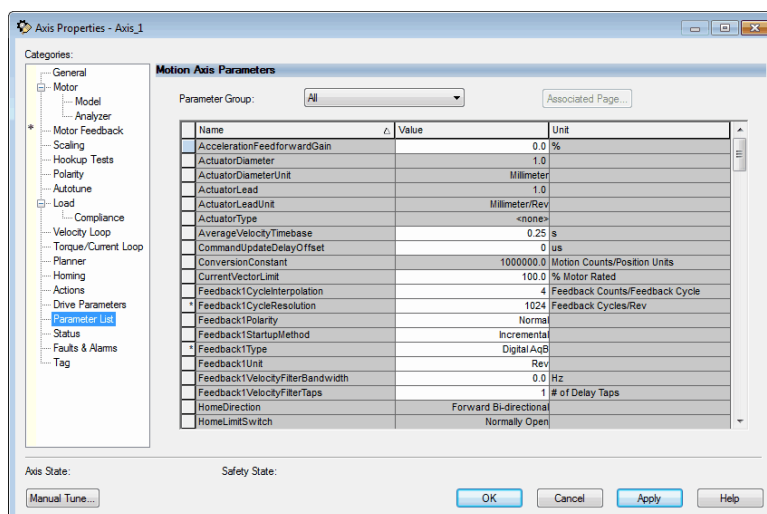 Axis Properties - Axis_1
Categories:
General
Motor
Model
Analyzer
* Motor Feedback
Scaling
Hookup Tests
Polarity
Autotune
Load
Compliance
Velocity Loop
Torque/Current Loop
Planner
Homing
Actions
Drive Parameters
Parameter List
Status
Faults & Alarms
Tag
Motion Axis Parameters
Parameter Group: All Associated Page...
Name Value Unit
AccelerationFeedforwardGain 0.0 %
ActuatorDiameter 1.0
ActuatorDiameterUnit Millimeter
ActuatorLead 1.0
ActuatorLeadUnit Millimeter/Rev
ActuatorType <none>
AverageVelocityTimebase 0.25 s
CommandUpdateDelayOffset 0 us
ConversionConstant 1000000.0 Motion Counts/Position Units
CurrentVectorLimit 100.0 % Motor Rated
Feedback1CycleInterpolation 4 Feedback Counts/Feedback Cycle
* Feedback1CycleResolution 1024 Feedback Cycles/Rev
Feedback1Polarity Normal
Feedback1StartupMethod Incremental
* Feedback1Type Digital AqB
Feedback1Unit Rev
Feedback1VelocityFilterBandwidth 0.0 Hz
Feedback1VelocityFilterTaps 1 # of Delay Taps
HomeDirection Forward Bi-directional
HomeLimitSwitch Normally Open
Axis State: Safety State:
Manual Tune... OK Cancel Apply Help